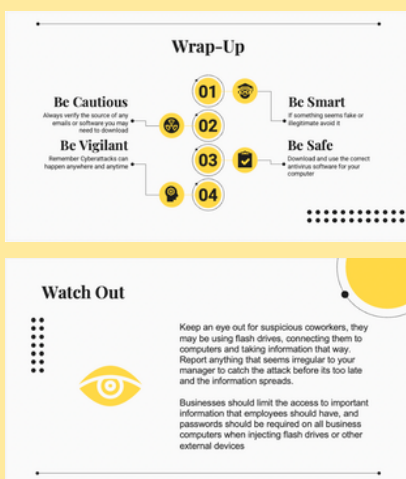 Wrap-Up
01
Be Smart
If something seems fake or
illegitimate avoid it
Be Cautious
Always verify the source of any
emails or software you may
need to download
02
03
Be Safe
Download and use the correct
antivirus software for your
computer
Be Vigilant
Remember Cyberattacks can
happen anywhere and anytime
04
Watch Out
Keep an eye out for suspicious coworkers, they
may be using flash drives, connecting them to
computers and taking information that way.
Report anything that seems irregular to your
manager to catch the attack before its too late
and the information spreads.
Businesses should limit the access to important
information that employees should have, and
passwords should be required on all business
computers when injecting flash drives or other
external devices